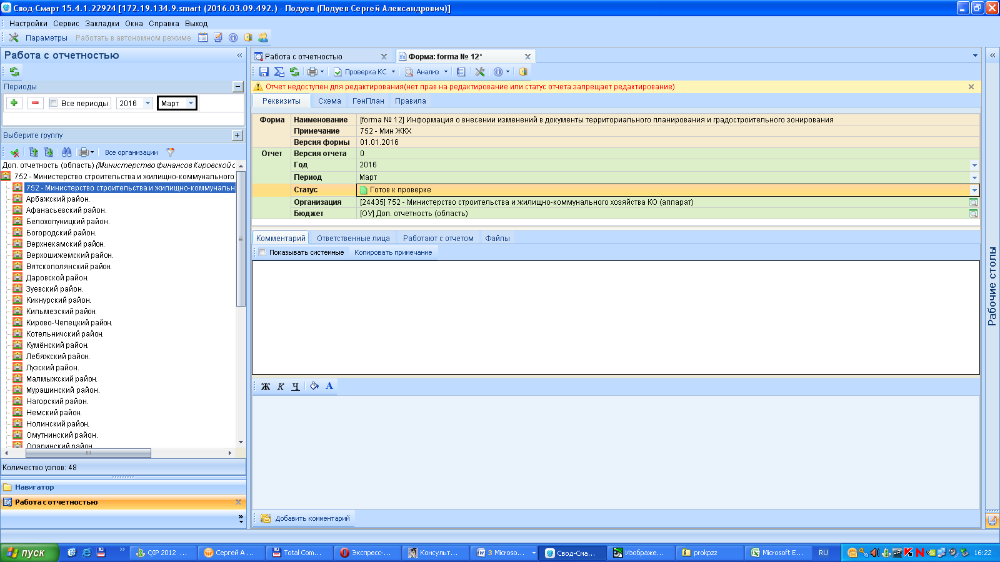 Свод-Смарт 15.4.1.22924 [172.19.134.9.smart (2016.03.09.492.) - Подуев (Подуев Сергей Александрович)]
Настройки Сервис Закладки Окна Справка Выход
Параметры Работать в автономном режиме
Работа с отчетностью
Периоды
Все периоды 2016 Март
Выберите группу
Все организации
Доп. отчетность (область) (Министерство финансов Кировской о
752 - Министерство строительства и жилищно-коммунального
752 - Министерство строительства и жилищно-коммунальн
Арбажский район.
Афанасьевский район.
Белохолуницкий район.
Богородский район.
Верхнекамский район.
Верхошижемский район.
Вятскополянский район.
Даровской район.
Зуевский район.
Кикнурский район.
Кильмезский район.
Кирово-Чепецкий район.
Котельничский район.
Кумёнский район.
Лебяжский район.
Лузский район.
Малмыжский район.
Мурашинский район.
Нагорский район.
Немский район.
Нолинский район.
Омутнинский район.
Опаринский район.
Количество узлов: 48
Навигатор
Работа с отчетностью
Работа с отчетностью Форма: forma № 12*
Проверка КС Анализ
Отчет недоступен для редактирования(нет прав на редактирование или статус отчета запрещает редактирование)
Реквизиты Схема ГенПлан Правила
Форма Наименование [forma № 12] Информация о внесении изменений в документы территориального планирования и градостроительного зонирования
Примечание 752 - Мин ЖКХ
Версия формы 01.01.2016
Отчет Версия отчета 0
Год 2016
Период Март
Статус Готов к проверке
Организация [24435] 752 - Министерство строительства и жилищно-коммунального хозяйства КО (аппарат)
Бюджет [ОУ] Доп. отчетность (область)
Комментарий Ответственные лица Работают с отчетом Файлы
Показывать системные Копировать примечание
Ж К Ч А
Добавить комментарий
Рабочие столы
пуск QIP 2012 ... Сергей А ... Total Com... Экспресс-... Консульт... 3 Microso... Свод-Сма... Изображе... prokpzz Microsoft E... RU 16:22